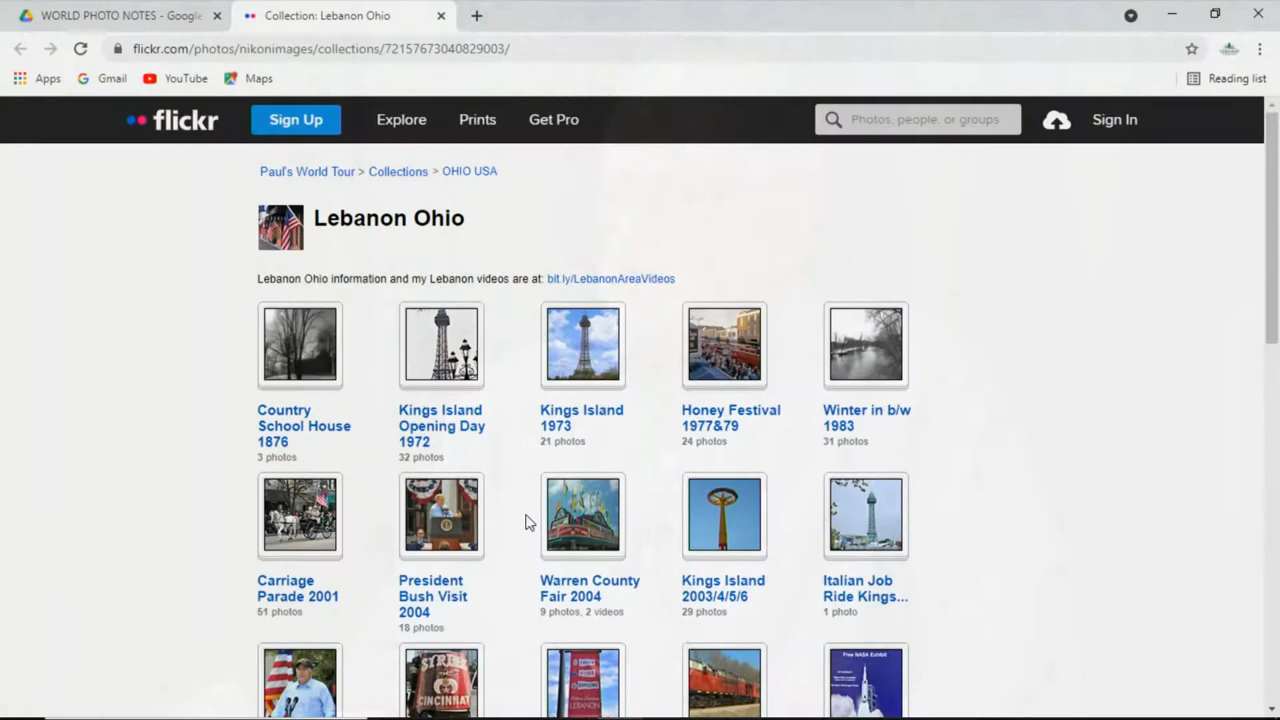 WORLD PHOTO NOTES - Google
Collection: Lebanon Ohio
flickr.com/photos/nikonimages/collections/72157673040829003/
Apps Gmail YouTube Maps Reading list
flickr Sign Up Explore Prints Get Pro Photos, people, or groups Sign In
Paul's World Tour > Collections > OHIO USA
Lebanon Ohio
Lebanon Ohio information and my Lebanon videos are at: bit.ly/LebanonAreaVideos
Country
School House
1876
3 photos
Kings Island
Opening Day
1972
32 photos
Kings Island
1973
21 photos
Honey Festival
1977&79
24 photos
Winter in b/w
1983
31 photos
Carriage
Parade 2001
51 photos
President
Bush Visit
2004
18 photos
Warren County
Fair 2004
9 photos, 2 videos
Kings Island
2003/4/5/6
29 photos
Italian Job
Ride Kings...
1 photo
STRIKE
CINCINNATI
LEBANON
Free NASA Exhibit